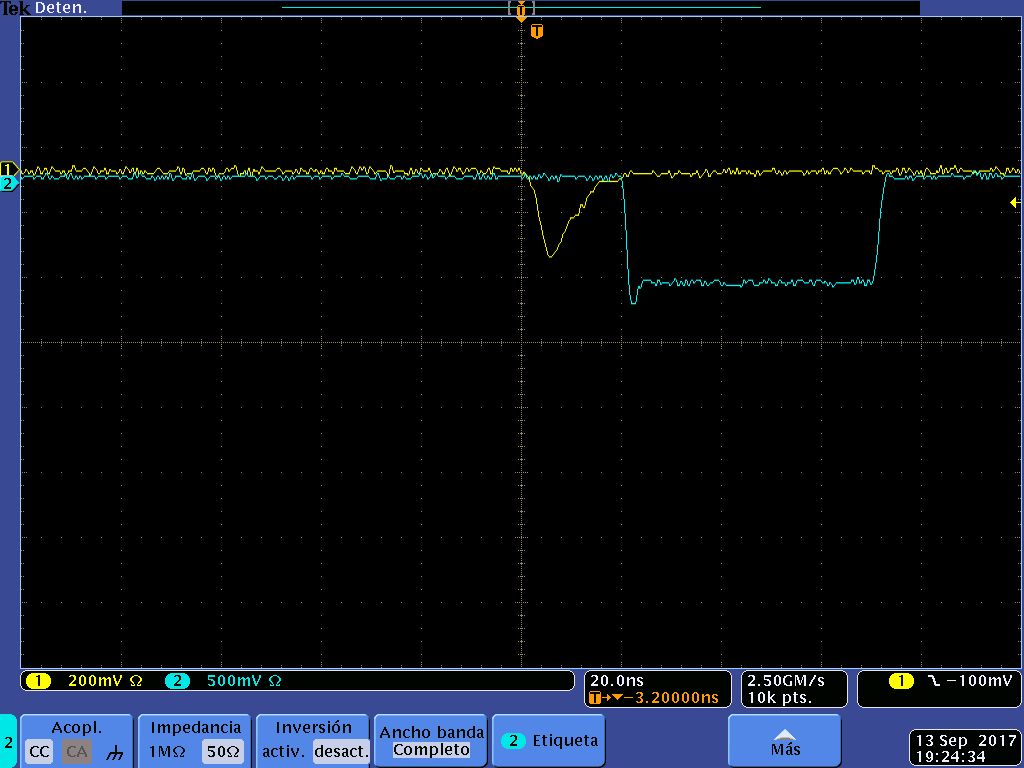 Tek Deten.
T
T
1
2
1 200mV Ω 2 500mV Ω
20.0ns
T→▼−3.20000ns
2.50GM/s
10k pts.
1 −100mV
2
Acopl.
CC CA
Impedancia
1MΩ 50Ω
Inversión
activ. desact.
Ancho banda
Completo
2 Etiqueta
Más
13 Sep 2017
19:24:34